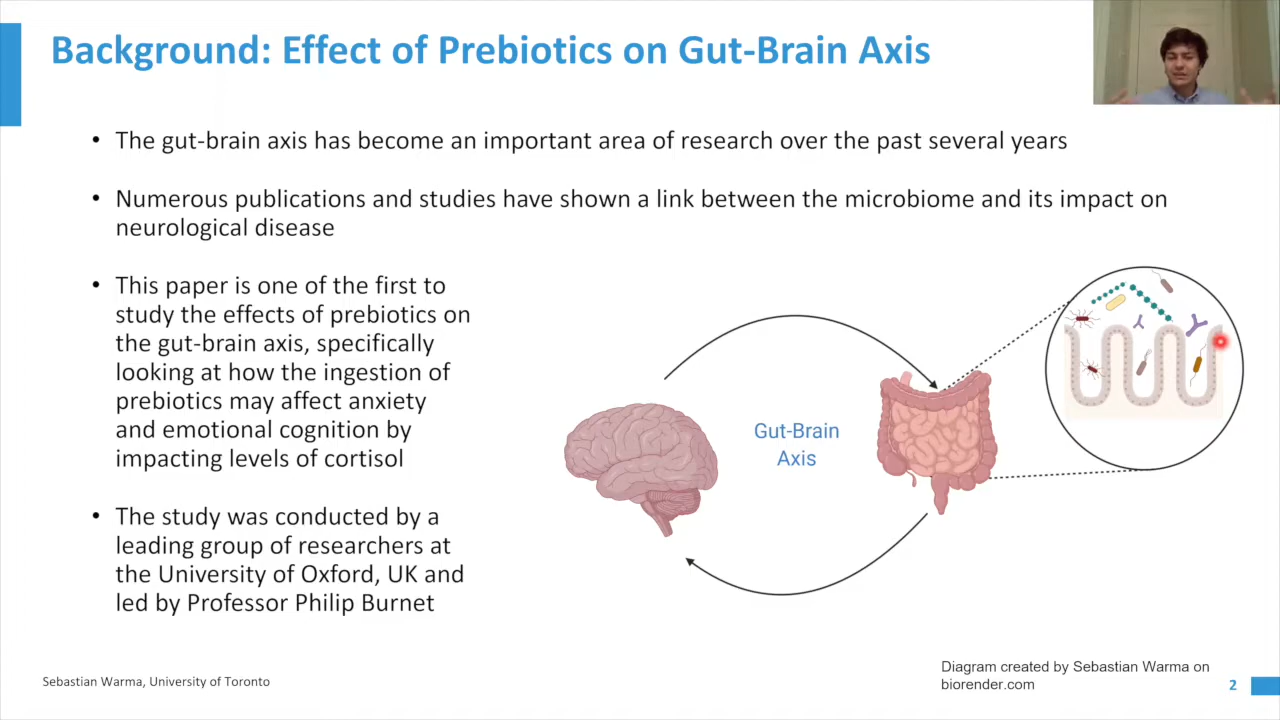 Background: Effect of Prebiotics on Gut-Brain Axis
• The gut-brain axis has become an important area of research over the past several years
• Numerous publications and studies have shown a link between the microbiome and its impact on
neurological disease
• This paper is one of the first to
study the effects of prebiotics on
the gut-brain axis, specifically
looking at how the ingestion of
prebiotics may affect anxiety
and emotional cognition by
impacting levels of cortisol
• The study was conducted by a
leading group of researchers at
the University of Oxford, UK and
led by Professor Philip Burnet
Gut-Brain
Axis
Sebastian Warma, University of Toronto
Diagram created by Sebastian Warma on
biorender.com
2